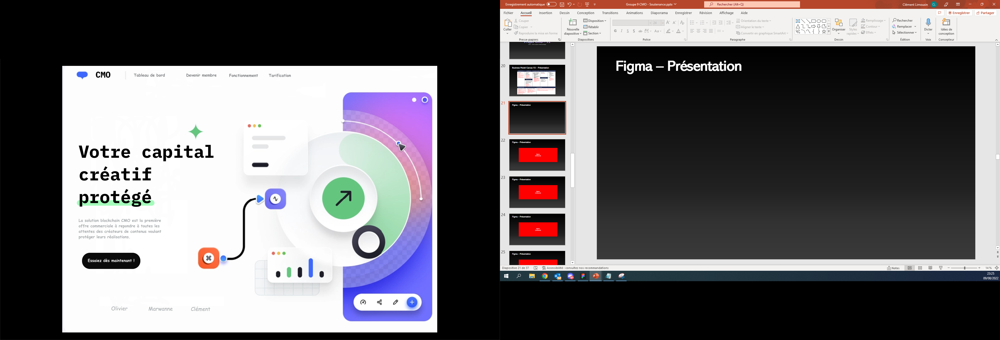 CMO
Tableau de bord
Devenir membre
Fonctionnement
Tarification
Votre capital
créatif
protégé
La solution blockchain CMO est la première
offre commerciale à repondre à toutes les
attentes des créateurs de contenus voulant
protéger leurs réalisations.
Essaiez dès maintenant !
Olivier
Marwanne
Clément
Enregistrement automatique
Groupe 9 CMO - Soutenance.pptx
Rechercher (Alt+Q)
Clément Limousin
CL
Fichier
Accueil
Insertion
Dessin
Conception
Transitions
Animations
Diaporama
Enregistrer
Révision
Affichage
Aide
Enregistrer
Partager
Coller
Couper
Copier
Reproduire la mise en forme
Presse-papiers
Nouvelle
diapositive
Disposition
Rétablir
Section
Diapositives
24
Police
Orientation du texte
Aligner le texte
Convertir en graphique SmartArt
Paragraphe
Organiser
Styles
rapides
Remplissage
Contour
Effets
Dessin
Rechercher
Remplacer
Sélectionner
Édition
Dicter
Voix
Idées de
conception
Concepteur
Projet CMO - V2
20
Business Model Canvas V2 – Présentation
21
Figma – Présentation
22
Figma – Présentation
23
Figma – Présentation
24
Figma – Présentation
25
Figma – Présentation
Figma – Présentation
Diapositive 21 de 37
Accessibilité : consultez nos recommandations
Notes
14 %
23:25
09/08/2022